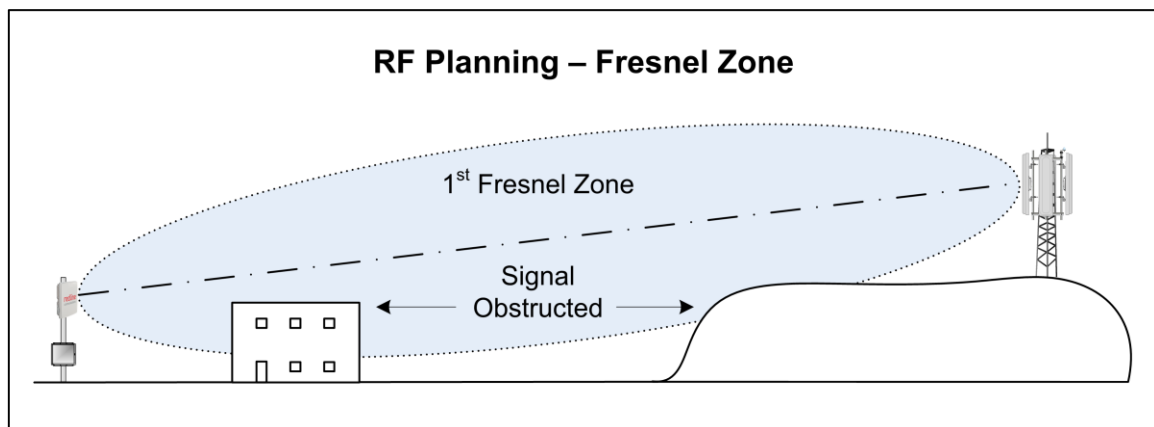 RF Planning – Fresnel Zone
1st Fresnel Zone
Signal
Obstructed